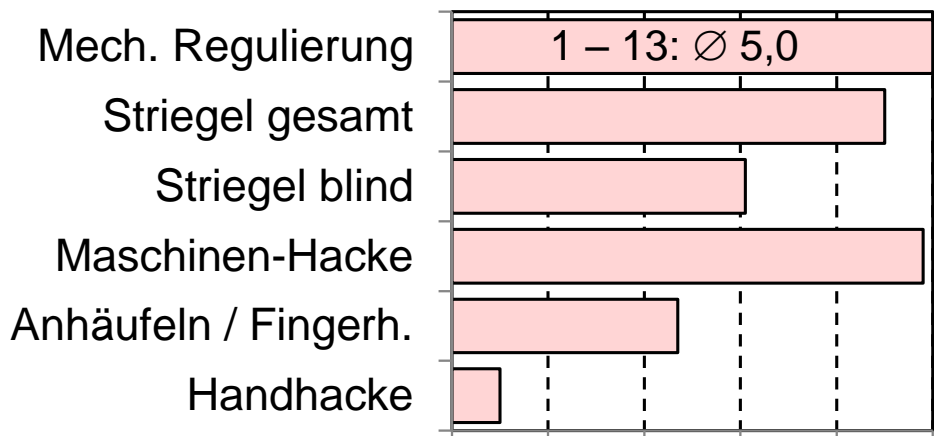 Mech. Regulierung
1 – 13: ∅ 5,0
Striegel gesamt
Striegel blind
Maschinen-Hacke
Anhäufeln / Fingerh.
Handhacke